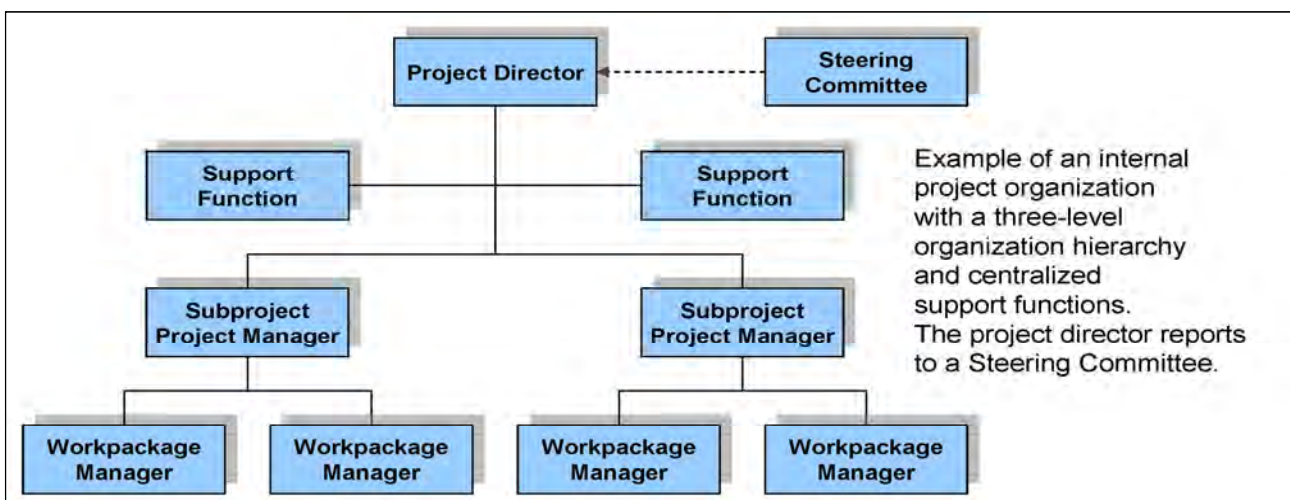 Project Director
Steering
Committee
Support
Function
Support
Function
Example of an internal
project organization
with a three-level
organization hierarchy
and centralized
support functions.
The project director reports
to a Steering Committee.
Subproject
Project Manager
Subproject
Project Manager
Workpackage
Manager
Workpackage
Manager
Workpackage
Manager
Workpackage
Manager